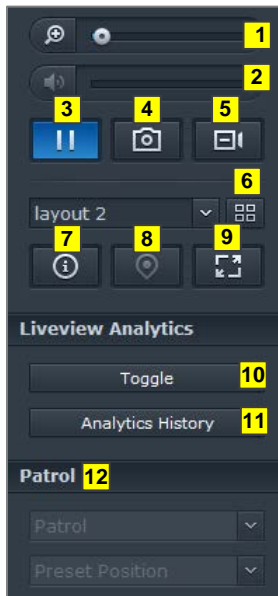 1
2
3 4 5
6
layout 2
7 8 9
Liveview Analytics
Toggle 10
Analytics History 11
Patrol 12
Patrol
Preset Position